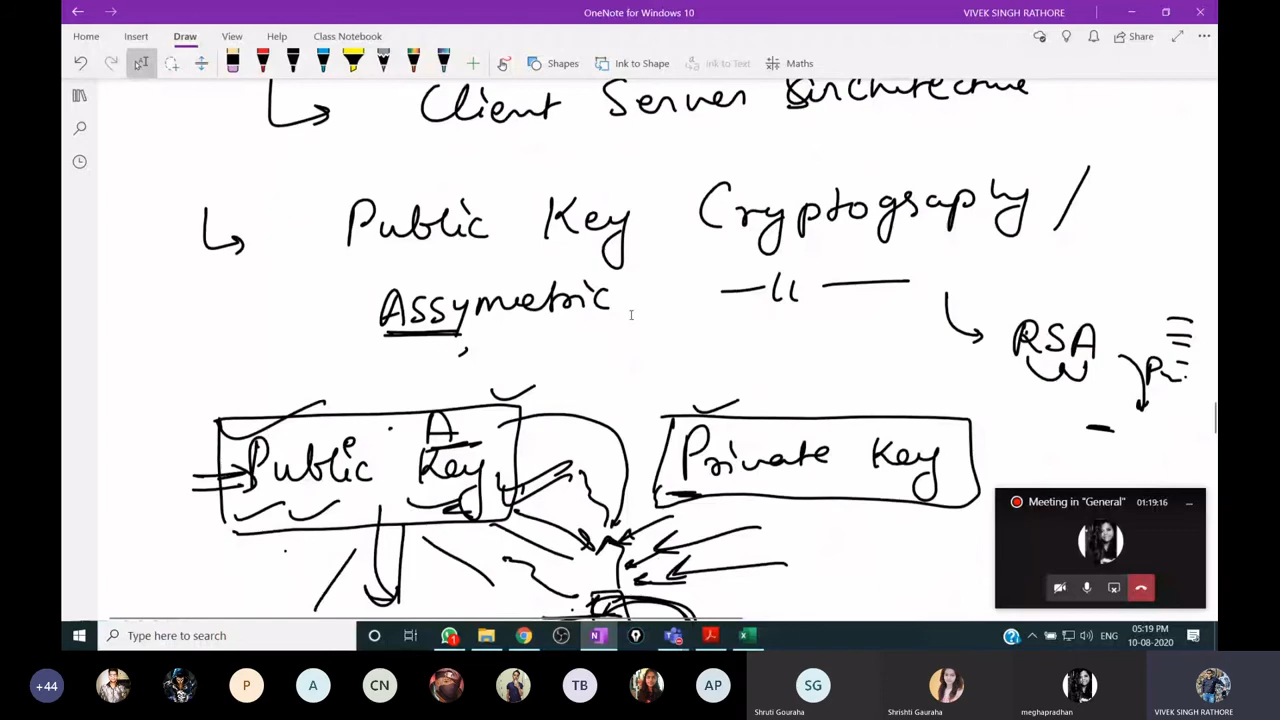 OneNote for Windows 10
VIVEK SINGH RATHORE
Home Insert Draw View Help Class Notebook
Share
Shapes Ink to Shape Ink to Text Maths
Client Server
Public Key Cryptography /
Assymetric — ll —
RSA
A
Public Key
Private Key
Meeting in "General" 01:19:16
Type here to search
ENG
05:19 PM
10-08-2020
+44 P A CN TB AP SG
Shruti Gouraha Shrishti Gauraha meghapradhan VIVEK SINGH RATHORE